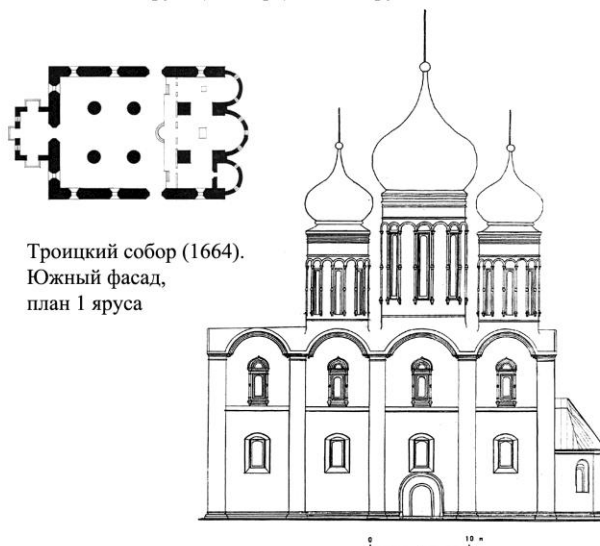 Троицкий собор (1664).
Южный фасад,
план 1 яруса
0 10 м